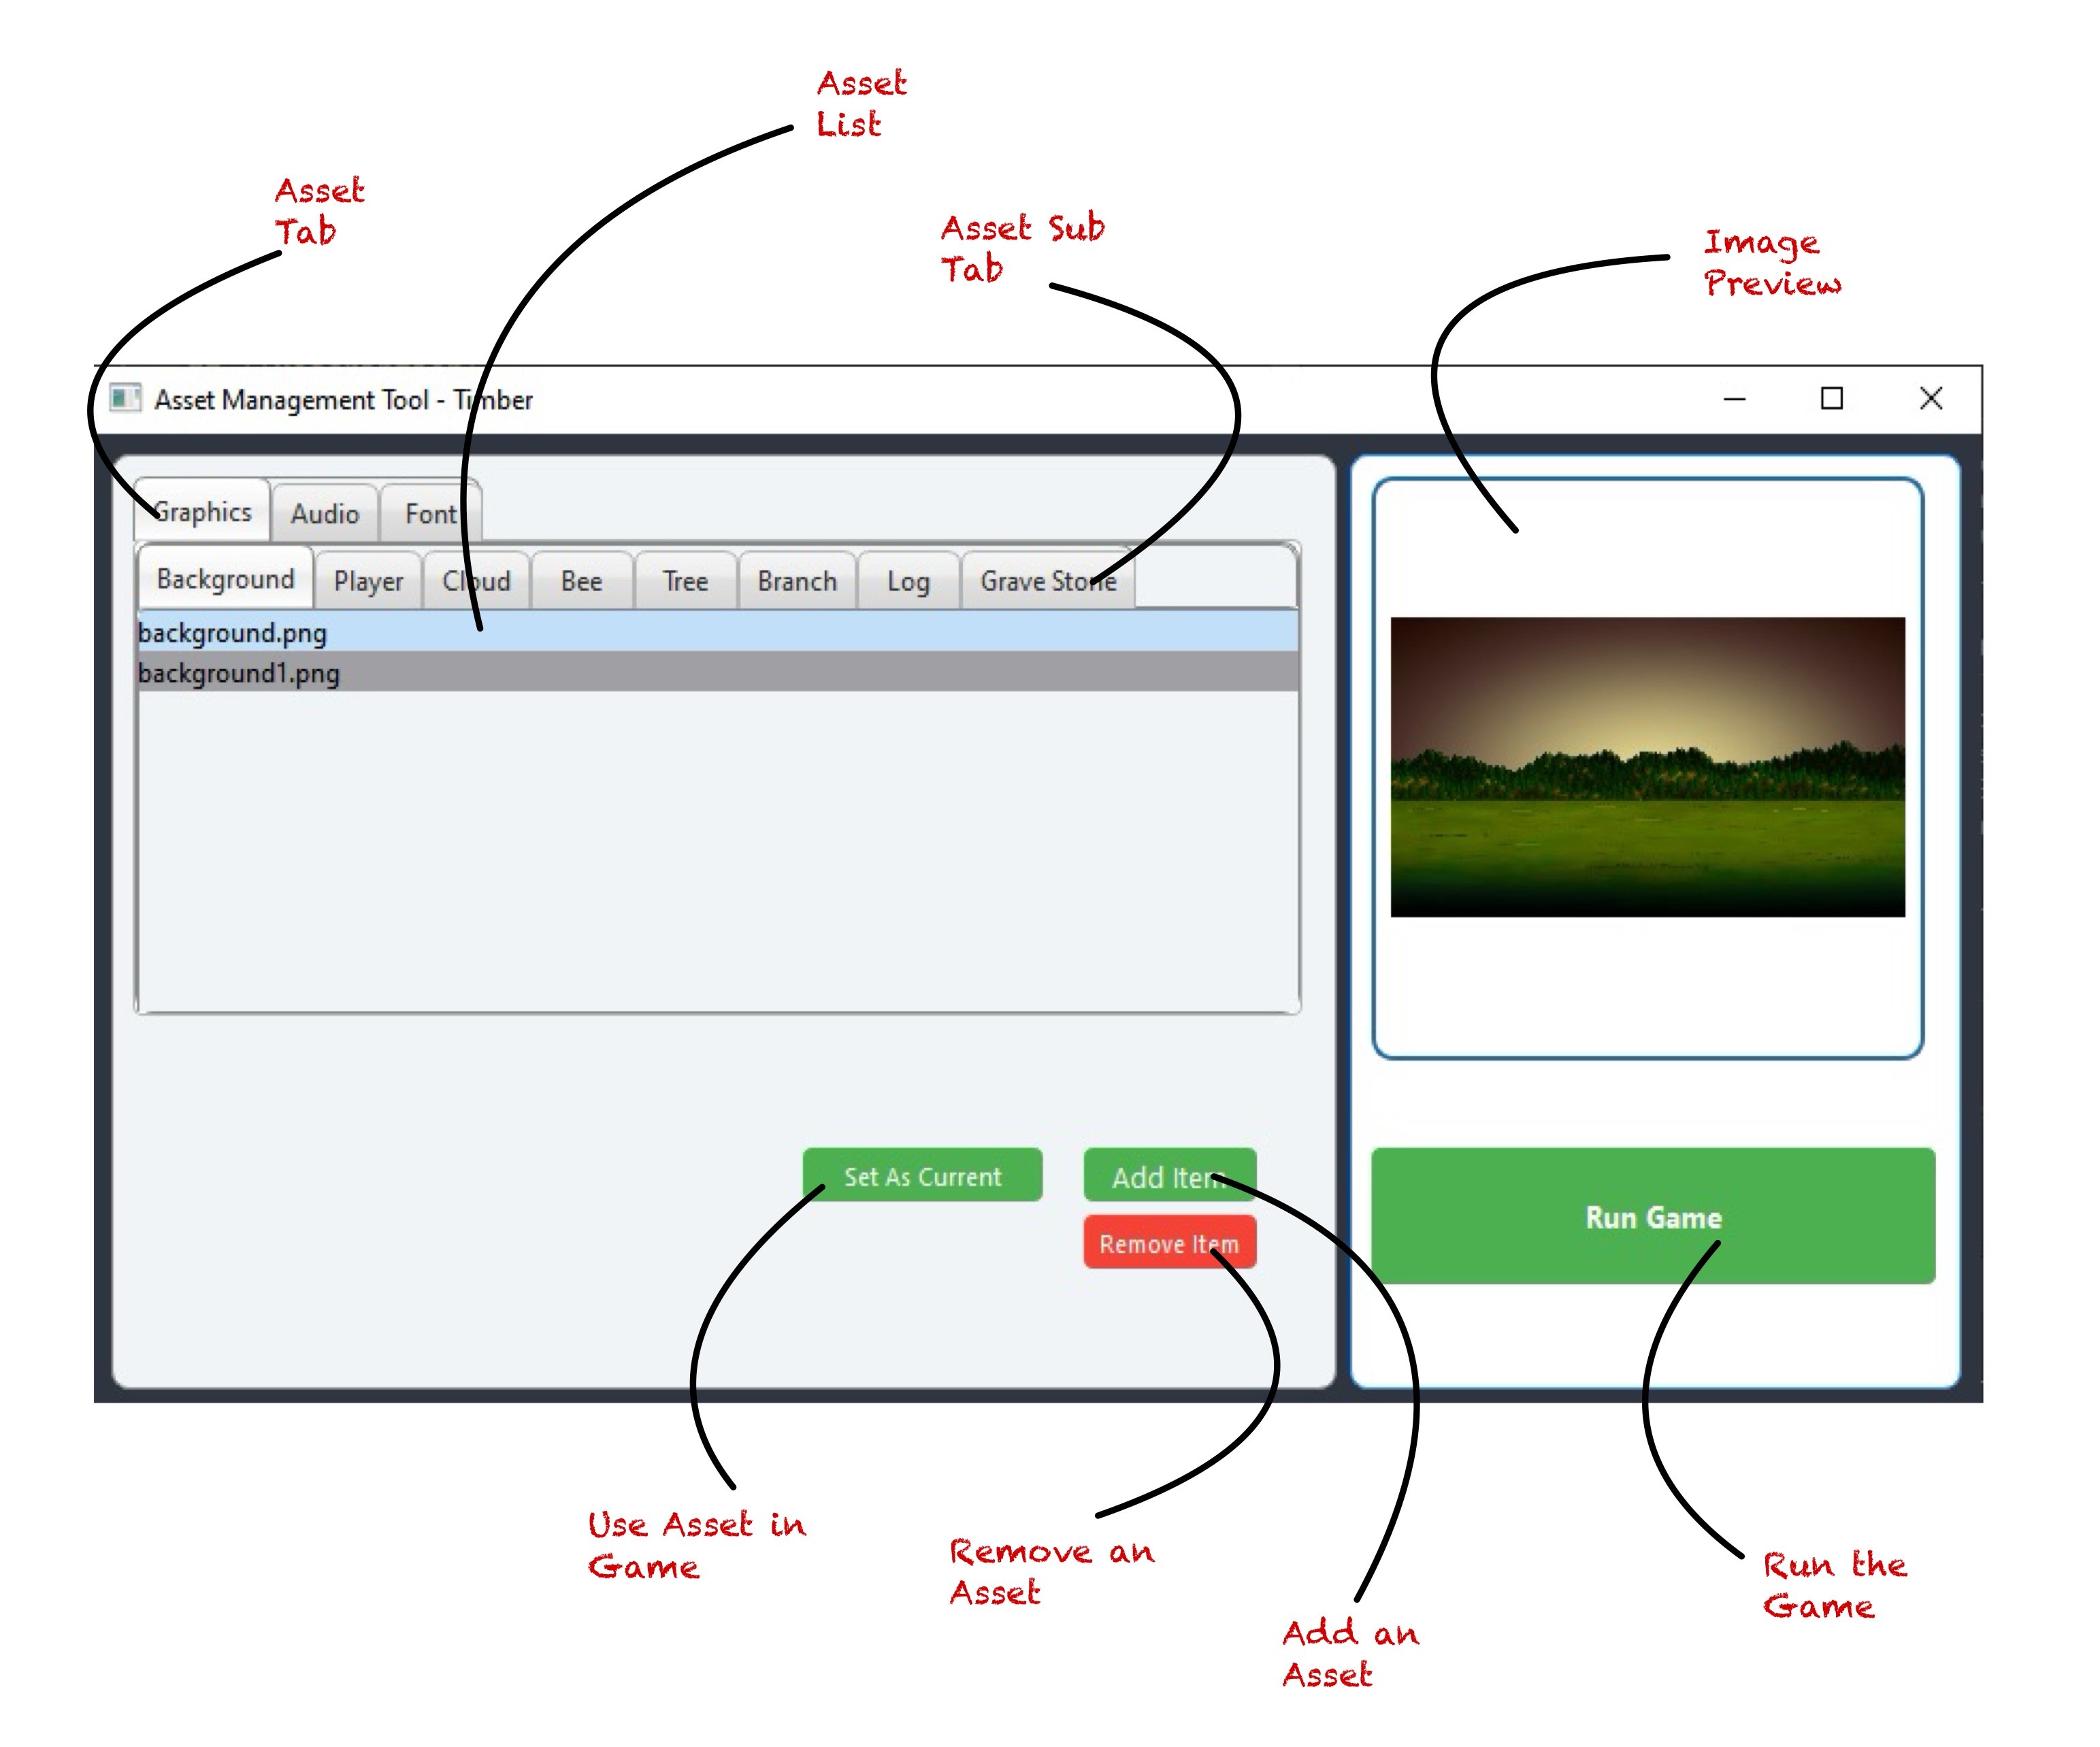 Asset
List
Asset
Tab
Asset Sub
Tab
Image
Preview
Asset Management Tool - Timber
Graphics Audio Font
Background Player Cloud Bee Tree Branch Log Grave Stone
background.png
background1.png
Set As Current Add Item
Remove Item
Run Game
Use Asset in
Game
Remove an
Asset
Add an
Asset
Run the
Game